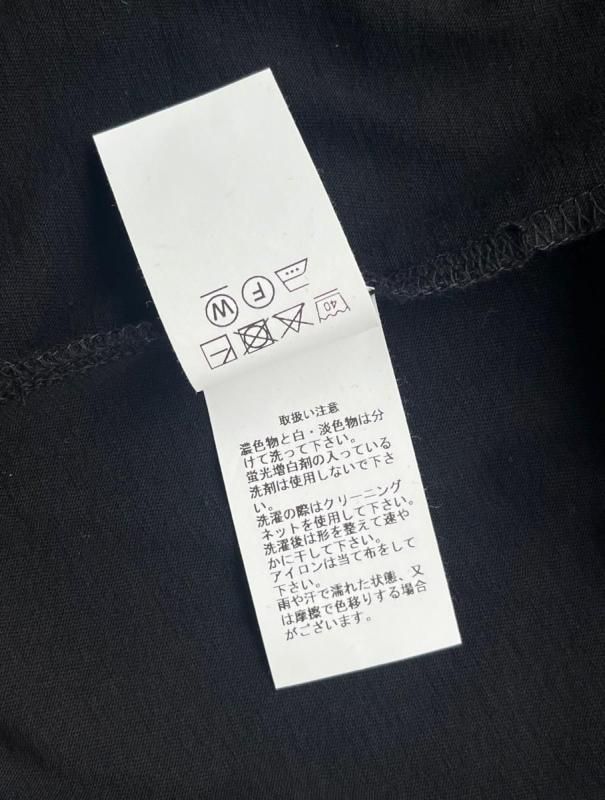 40
F
W
取扱い注意
濃色物と白・淡色物は分
けて洗って下さい。
蛍光増白剤の入っている
洗剤は使用しないで下さ
い。
洗濯の際はクリーニング
ネットを使用して下さい。
洗濯後は形を整えて速や
かに干して下さい。
アイロンは当て布をして
下さい。
雨や汗で濡れた状態、又
は摩擦で色移りする場合
がございます。